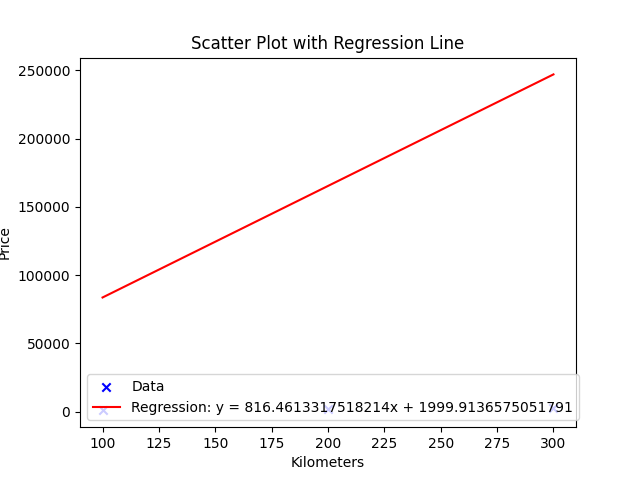 Scatter Plot with Regression Line
250000
200000
150000
100000
50000
0
Price
Data
Regression: y = 816.4613317518214x + 1999.9136575051791
100 125 150 175 200 225 250 275 300
Kilometers